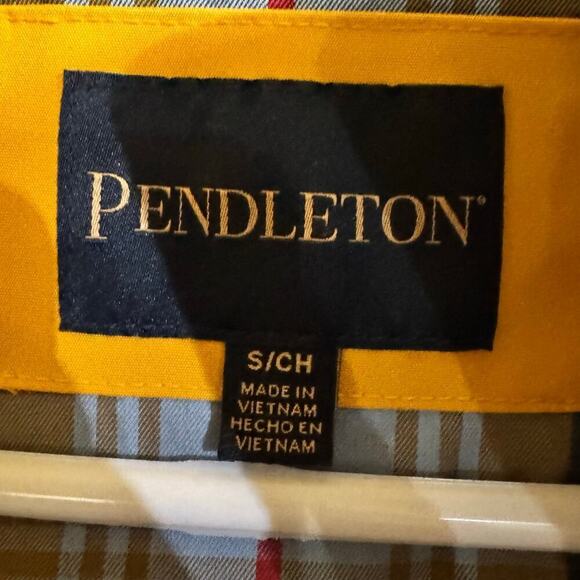 PENDLETON®
S/CH
MADE IN
VIETNAM
HECHO EN
VIETNAM